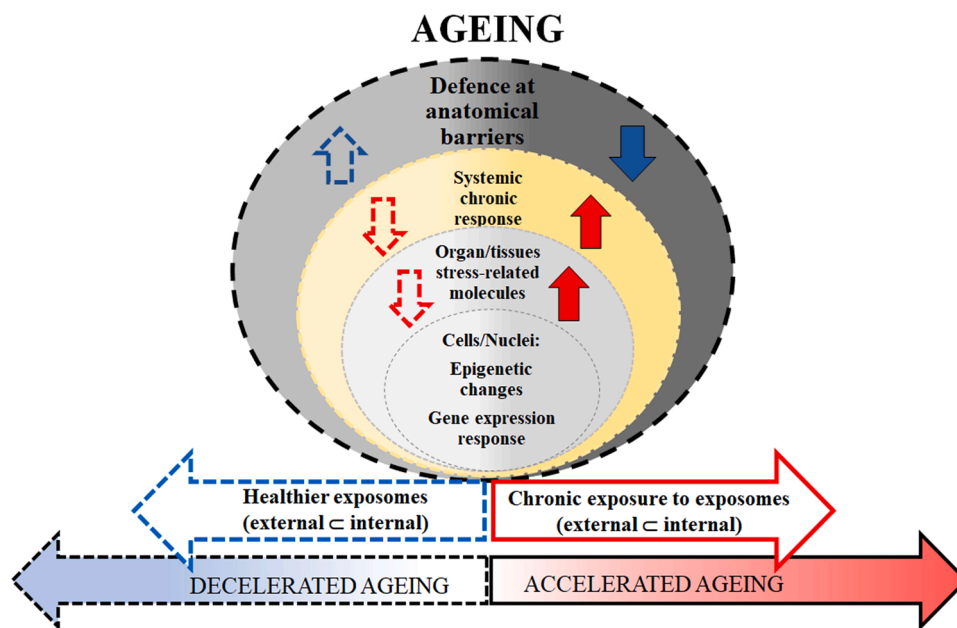 AGEING
Defence at
anatomical
barriers
Systemic
chronic
response
Organ/tissues
stress-related
molecules
Cells/Nuclei:
Epigenetic
changes
Gene expression
response
Healthier exposomes
(external ⊂ internal)
Chronic exposure to exposomes
(external ⊂ internal)
DECELERATED AGEING
ACCELERATED AGEING